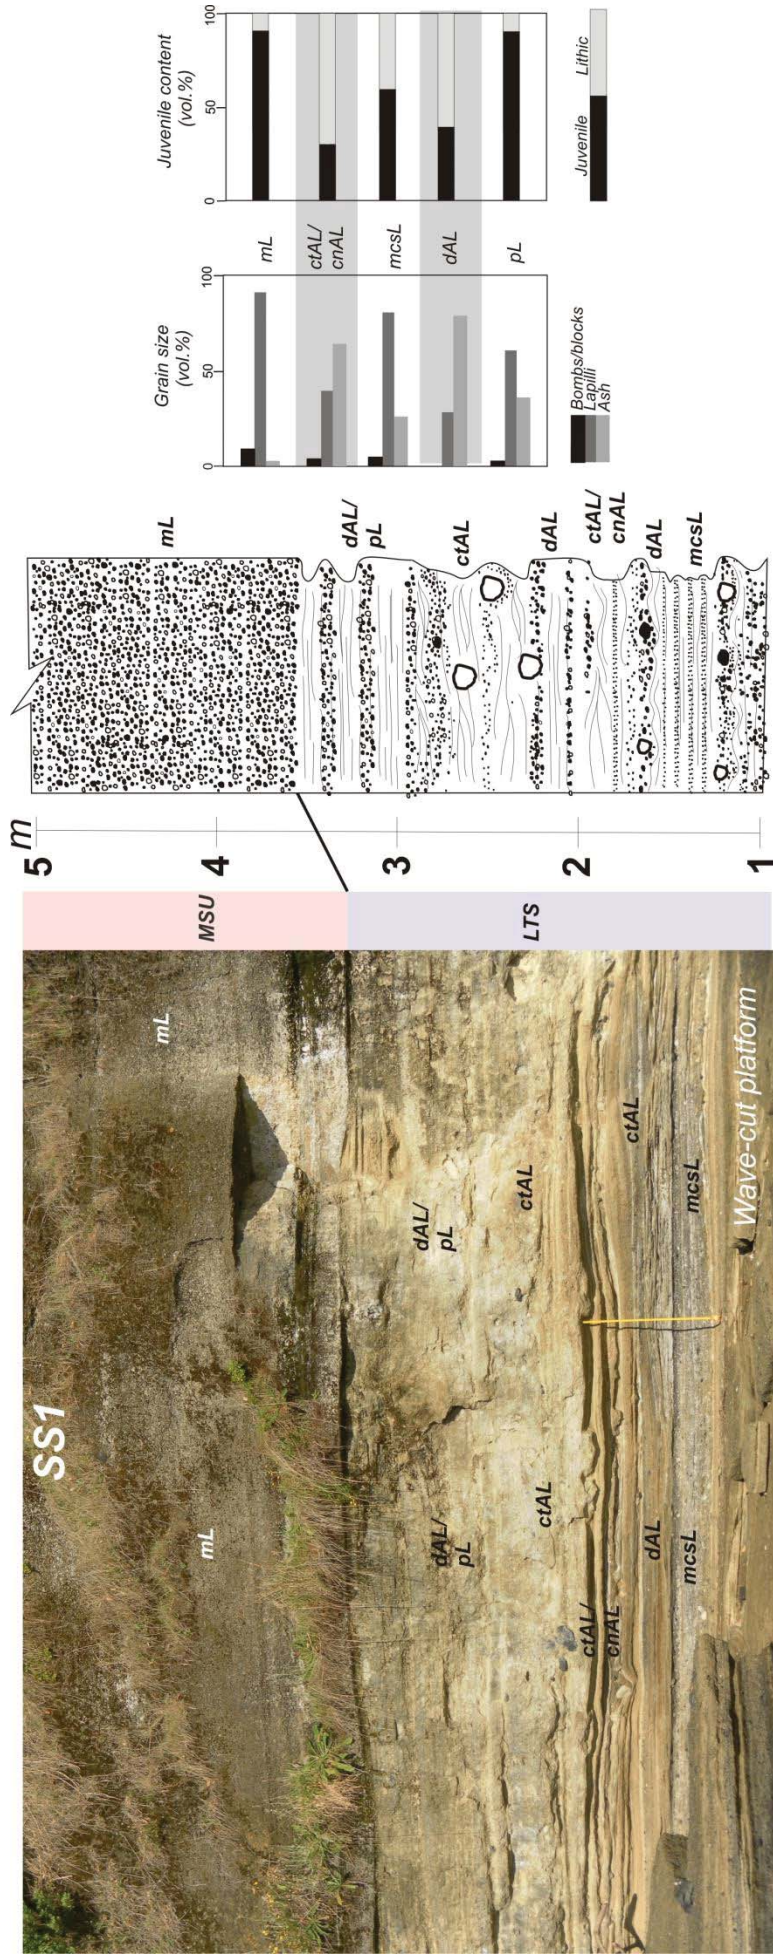 SS1
mL
mL
dAL/
pL
dAL/
pL
ctAL
ctAL
ctAL/
cnAL
dAL
mcsL
ctAL
mcsL
Wave-cut platform
MSU
LTS
m
5
4
3
2
1
mL
dAL/
pL
ctAL
dAL
ctAL/
cnAL
dAL
mcsL
Grain size
(vol.%)
0
50
100
Bombs/blocks
Lapilli
Ash
mL
ctAL/
cnAL
mcsL
dAL
pL
Juvenile content
(vol.%)
0
50
100
Juvenile
Lithic